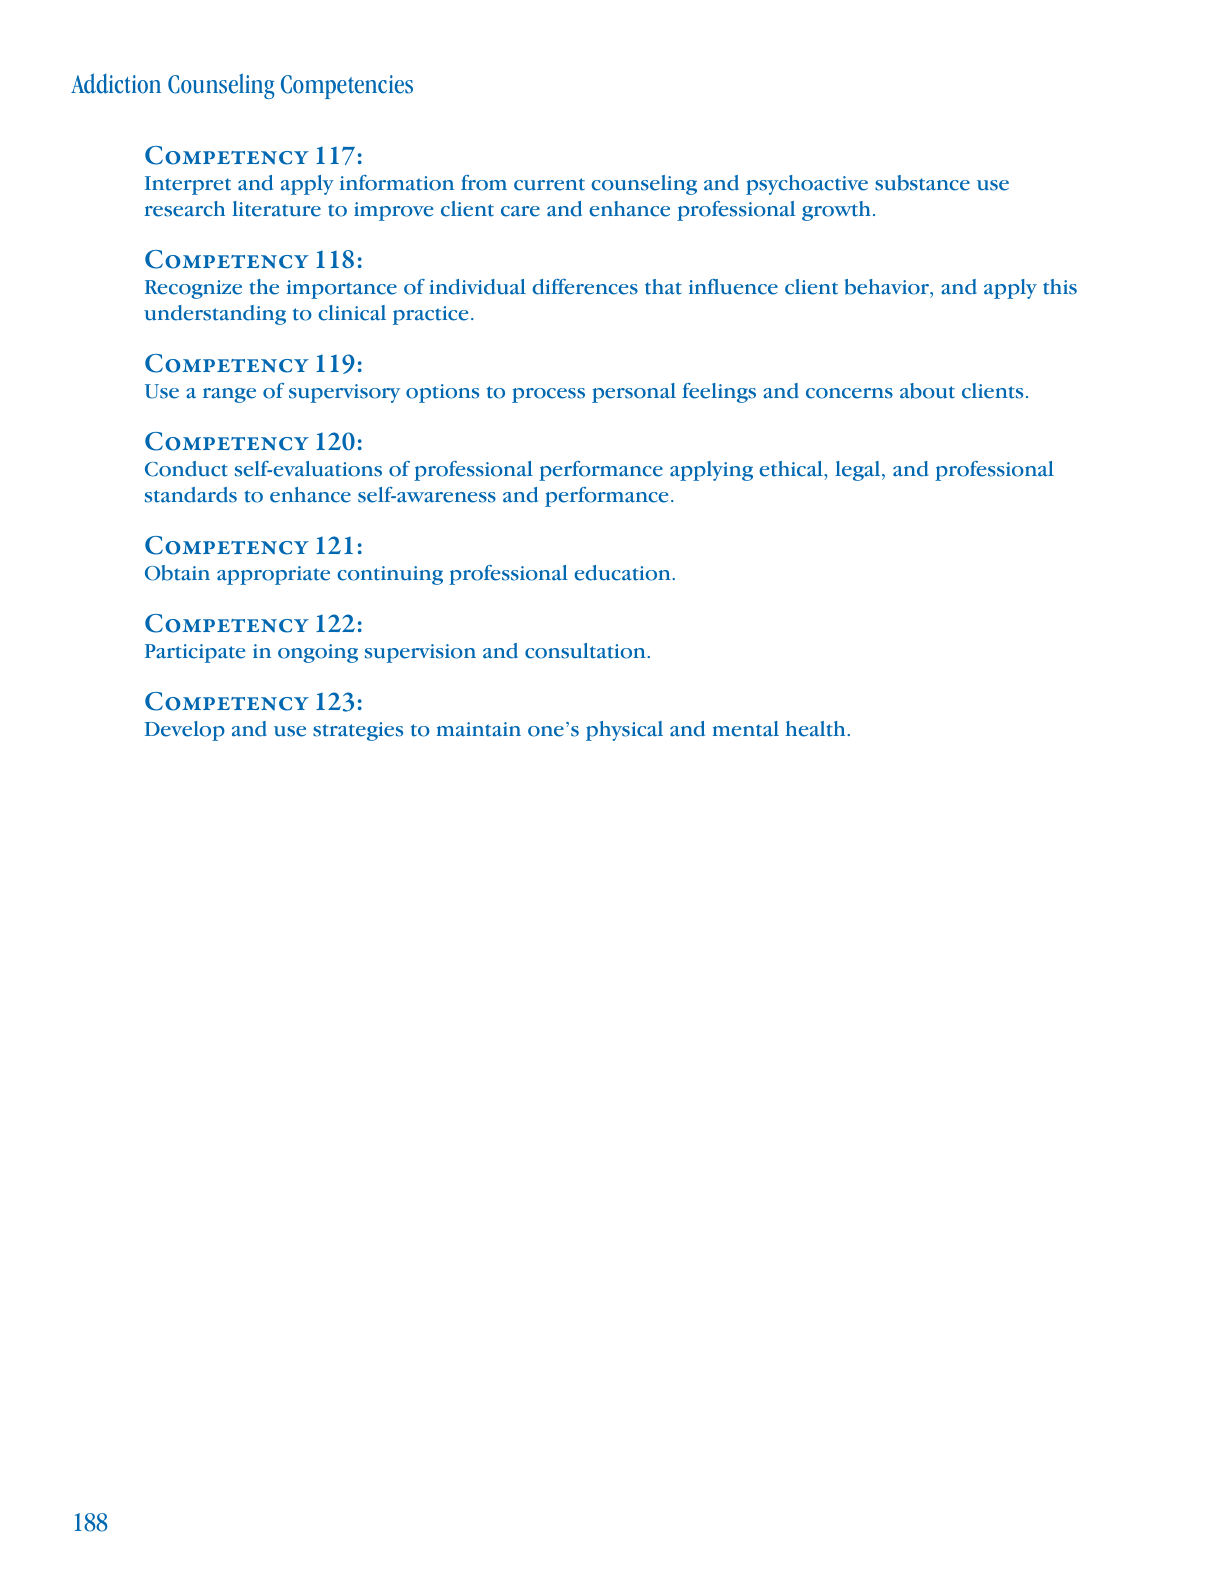 Addiction Counseling Competencies
Competency 117:
Interpret and apply information from current counseling and psychoactive substance use
research literature to improve client care and enhance professional growth.
Competency 118:
Recognize the importance of individual differences that influence client behavior, and apply this
understanding to clinical practice.
Competency 119:
Use a range of supervisory options to process personal feelings and concerns about clients.
Competency 120:
Conduct self-evaluations of professional performance applying ethical, legal, and professional
standards to enhance self-awareness and performance.
Competency 121:
Obtain appropriate continuing professional education.
Competency 122:
Participate in ongoing supervision and consultation.
Competency 123:
Develop and use strategies to maintain one’s physical and mental health.
188